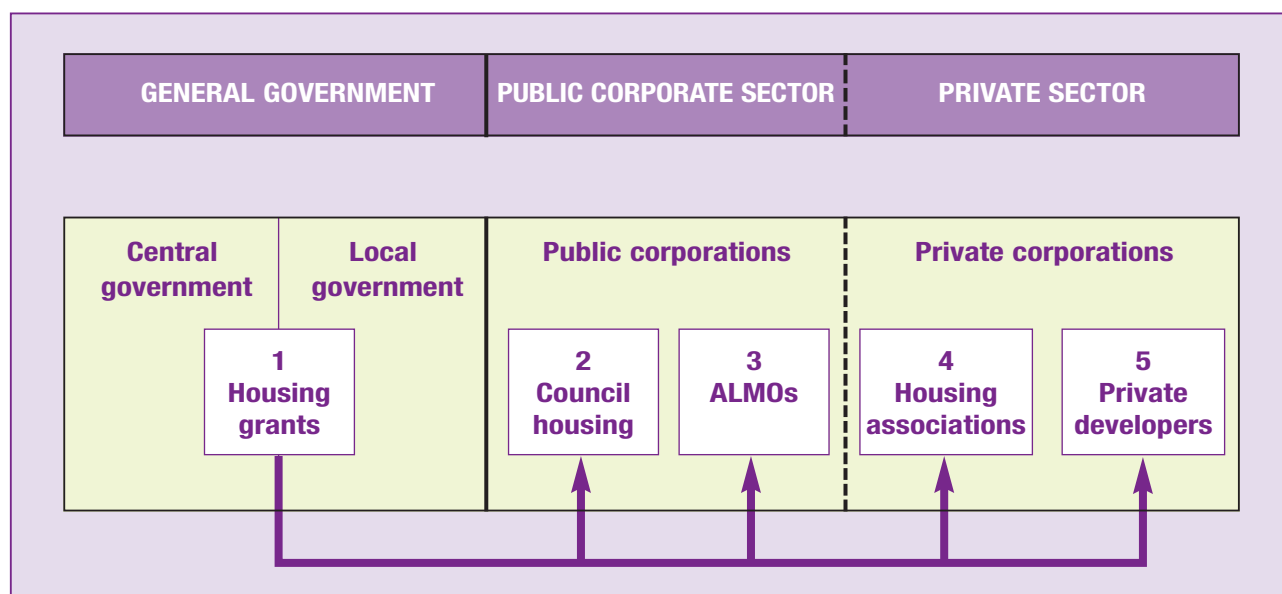 GENERAL GOVERNMENT
PUBLIC CORPORATE SECTOR
PRIVATE SECTOR
Central
government
Local
government
Public corporations
Private corporations
1
Housing
grants
2
Council
housing
3
ALMOs
4
Housing
associations
5
Private
developers